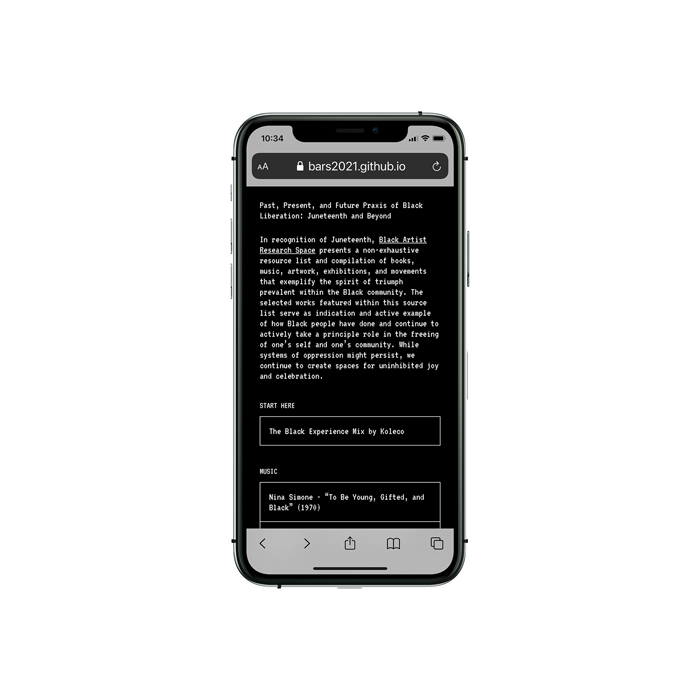 10:34
AA bars2021.github.io
Past, Present, and Future Praxis of Black
Liberation: Juneteenth and Beyond
In recognition of Juneteenth, Black Artist
Research Space presents a non-exhaustive
resource list and compilation of books,
music, artwork, exhibitions, and movements
that exemplify the spirit of triumph
prevalent within the Black community. The
selected works featured within this source
list serve as indication and active example
of how Black people have done and continue to
actively take a principle role in the freeing
of one's self and one's community. While
systems of oppression might persist, we
continue to create spaces for uninhibited joy
and celebration.
START HERE
The Black Experience Mix by Koleco
MUSIC
Nina Simone - "To Be Young, Gifted, and
Black" (1970)